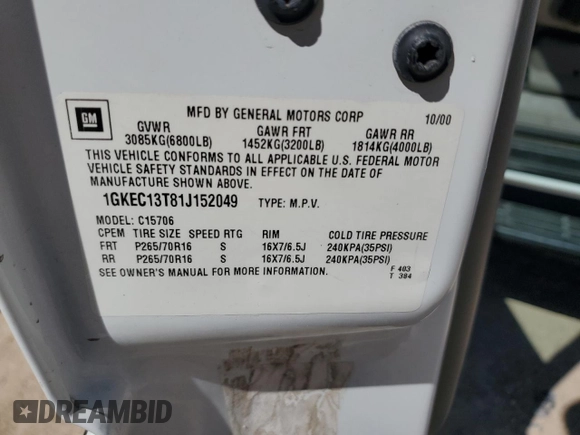 GM
MFD BY GENERAL MOTORS CORP 10/00
GVWR GAWR FRT GAWR RR
3085KG(6800LB) 1452KG(3200LB) 1814KG(4000LB)
THIS VEHICLE CONFORMS TO ALL APPLICABLE U.S. FEDERAL MOTOR
VEHICLE SAFETY STANDARDS IN EFFECT ON THE DATE OF
MANUFACTURE SHOWN ABOVE.
1GKEC13T81J152049 TYPE: M.P.V.
MODEL: C15706
CPEM TIRE SIZE SPEED RTG RIM COLD TIRE PRESSURE
FRT P265/70R16 S 16X7/6.5J 240KPA(35PSI)
RR P265/70R16 S 16X7/6.5J 240KPA(35PSI)
SEE OWNER'S MANUAL FOR MORE INFORMATION.
F 403
T 384
DREAMBID